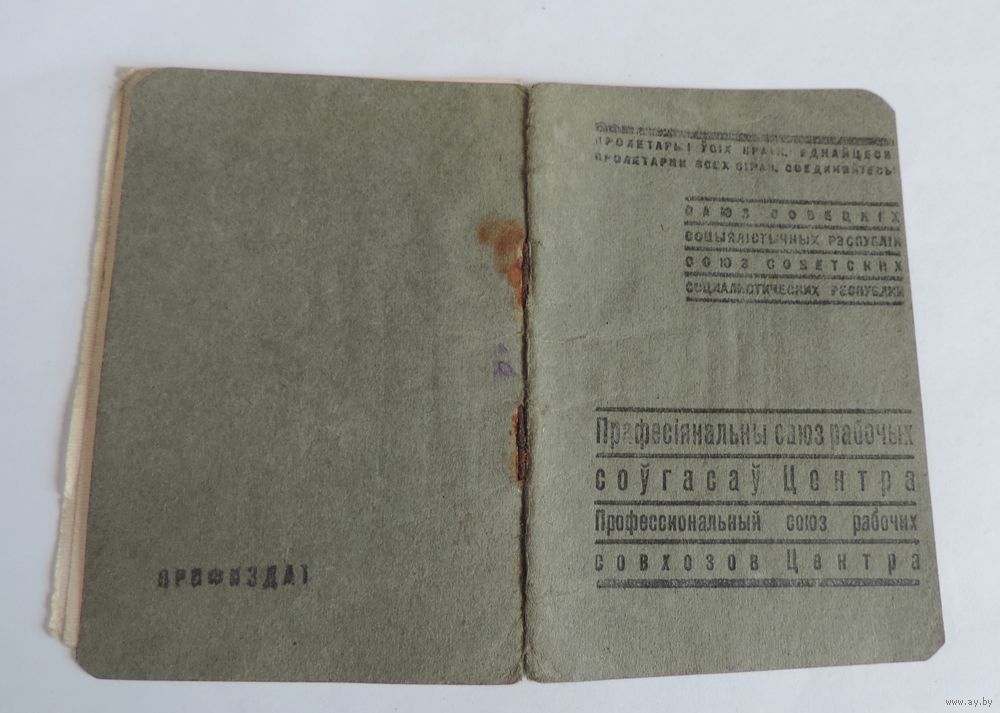 ПРОЛЕТАРЫ ЎСІХ КРАІН, ЕДНАЙЦЕСЯ
ПРОЛЕТАРИИ ВСЕХ СТРАН, СОЕДИНЯЙТЕСЬ!
САЮЗ СОВЕЦКІХ
СОЦЫЯЛІСТЫЧНЫХ РЭСПУБЛІК
СОЮЗ СОВЕТСКИХ
СОЦИАЛИСТИЧЕСКИХ РЕСПУБЛИК
Прафесіянальны саюз рабочых
соўгасаў Центра
Профессиональный союз рабочих
совхозов Центра
ПРОФИЗДАТ
www.ay.by